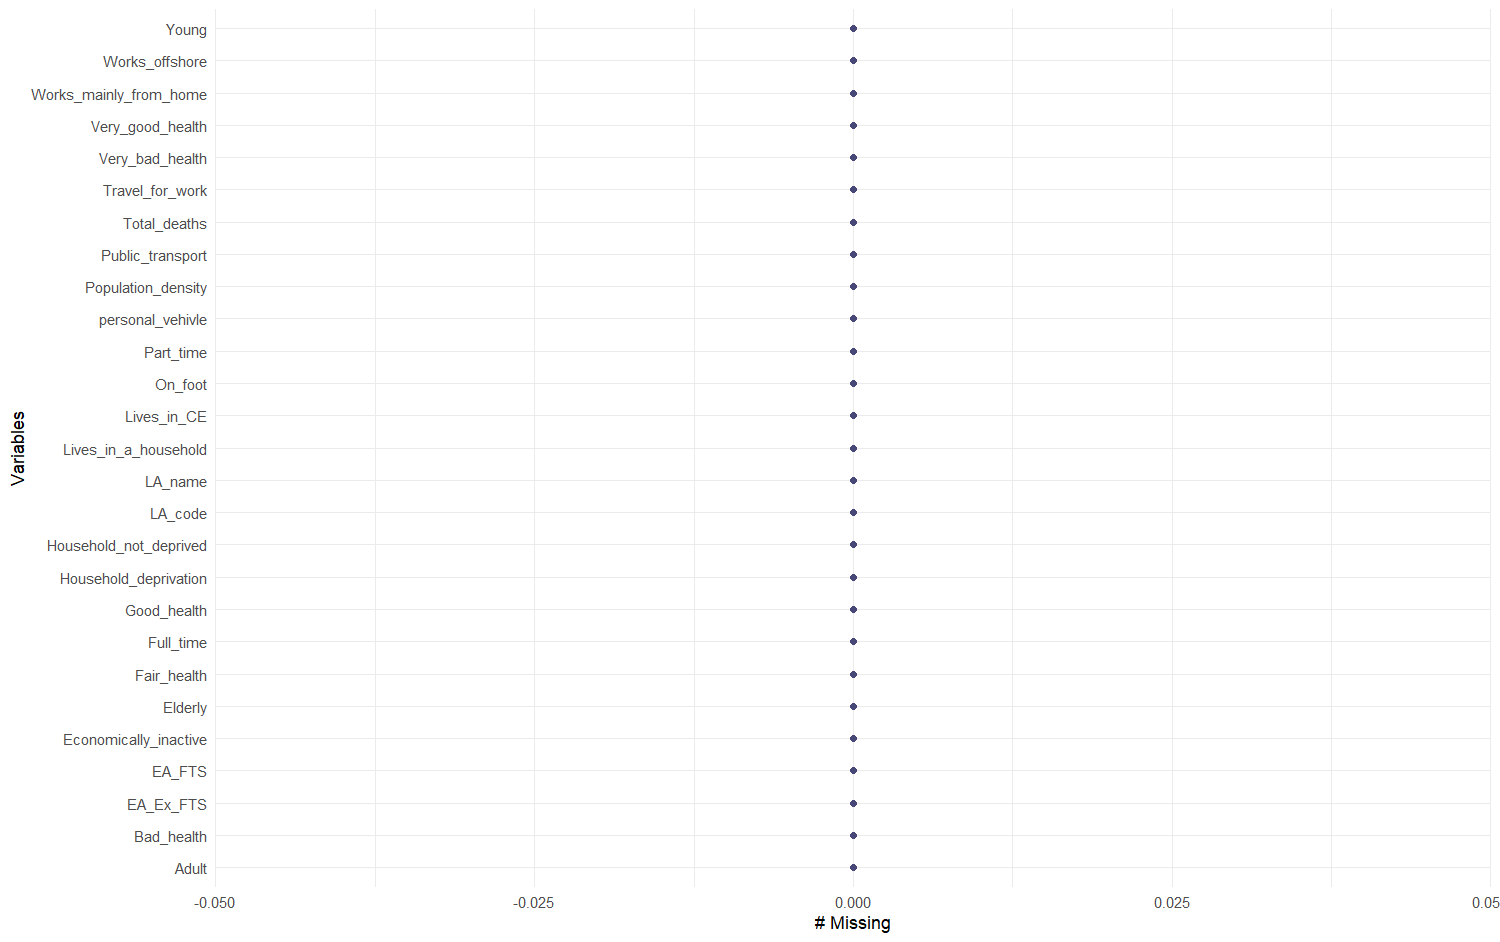 Young
Works_offshore
Works_mainly_from_home
Very_good_health
Very_bad_health
Travel_for_work
Total_deaths
Public_transport
Population_density
personal_vehivle
Part_time
On_foot
Lives_in_CE
Lives_in_a_household
LA_name
LA_code
Household_not_deprived
Household_deprivation
Good_health
Full_time
Fair_health
Elderly
Economically_inactive
EA_FTS
EA_Ex_FTS
Bad_health
Adult
Variables
-0.050 -0.025 0.000 0.025 0.05
# Missing